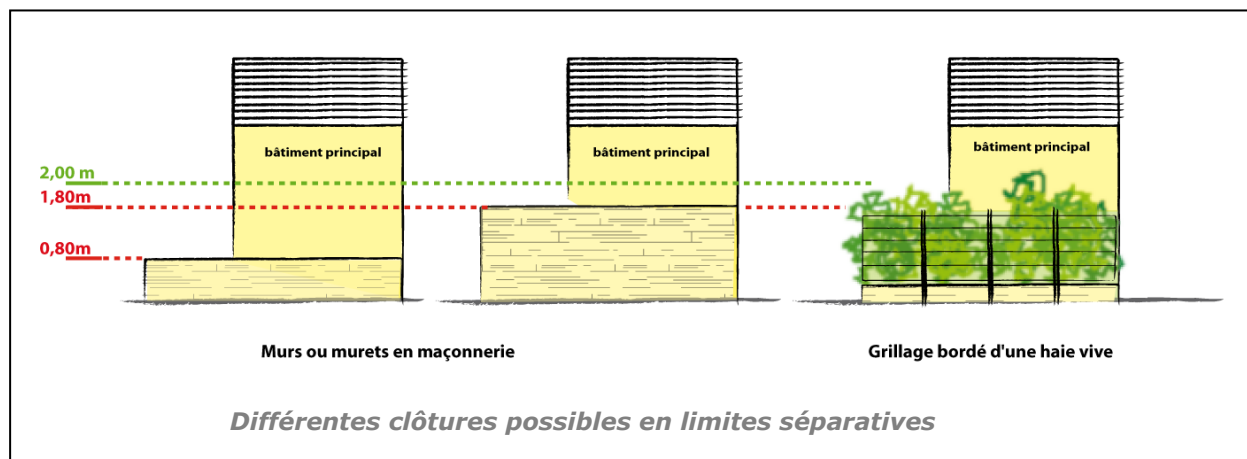 bâtiment principal
bâtiment principal
bâtiment principal
2,00 m
1,80m
0,80m
Murs ou murets en maçonnerie
Grillage bordé d'une haie vive
Différentes clôtures possibles en limites séparatives